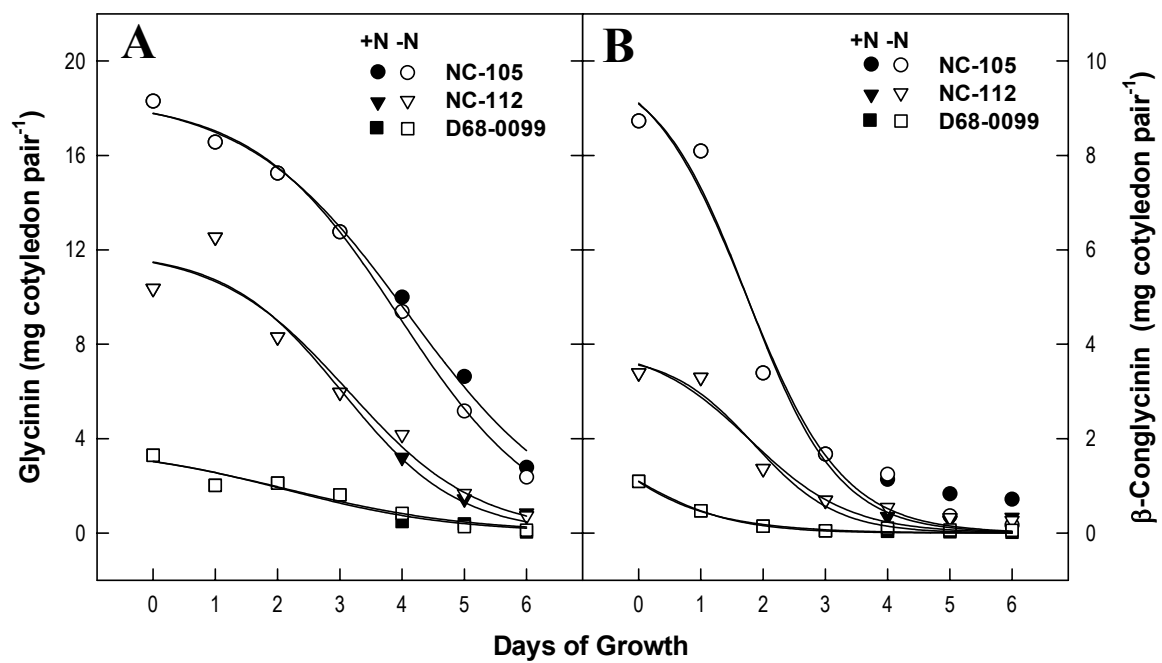 A
+N -N
NC-105
NC-112
D68-0099
B
+N -N
NC-105
NC-112
D68-0099
Glycinin (mg cotyledon pair⁻¹)
20
16
12
8
4
0
β-Conglycinin (mg cotyledon pair⁻¹)
10
8
6
4
2
0
0 1 2 3 4 5 6
0 1 2 3 4 5 6
Days of Growth